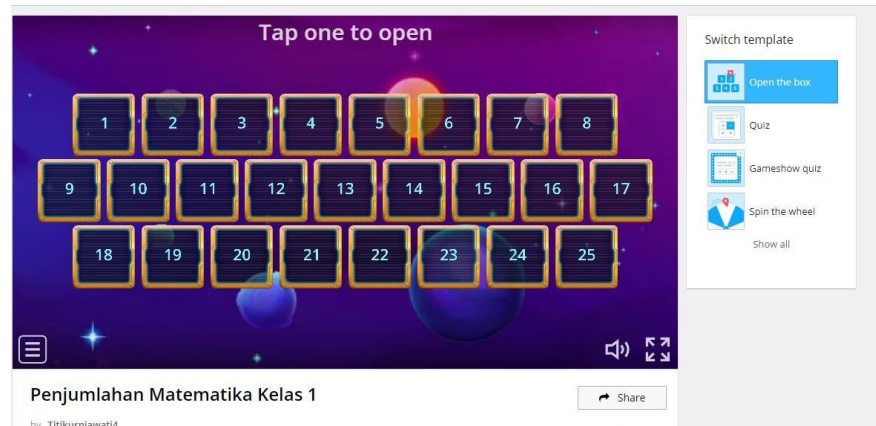 Tap one to open
1 2 3 4 5 6 7 8
9 10 11 12 13 14 15 16 17
18 19 20 21 22 23 24 25
Penjumlahan Matematika Kelas 1
Share
by Titikurniawati4
Switch template
Open the box
Quiz
Gameshow quiz
Spin the wheel
Show all